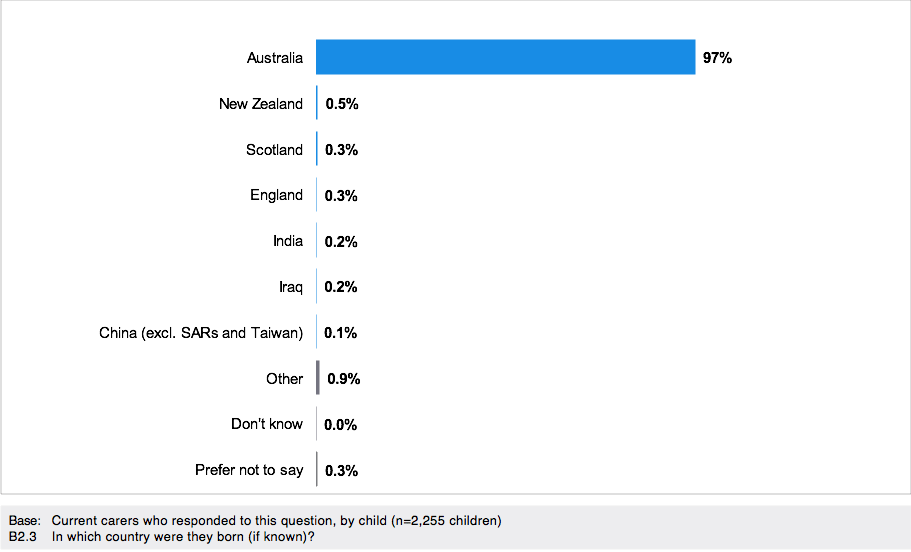 Australia 97%
New Zealand 0.5%
Scotland 0.3%
England 0.3%
India 0.2%
Iraq 0.2%
China (excl. SARs and Taiwan) 0.1%
Other 0.9%
Don't know 0.0%
Prefer not to say 0.3%
Base: Current carers who responded to this question, by child (n=2,255 children)
B2.3 In which country were they born (if known)?